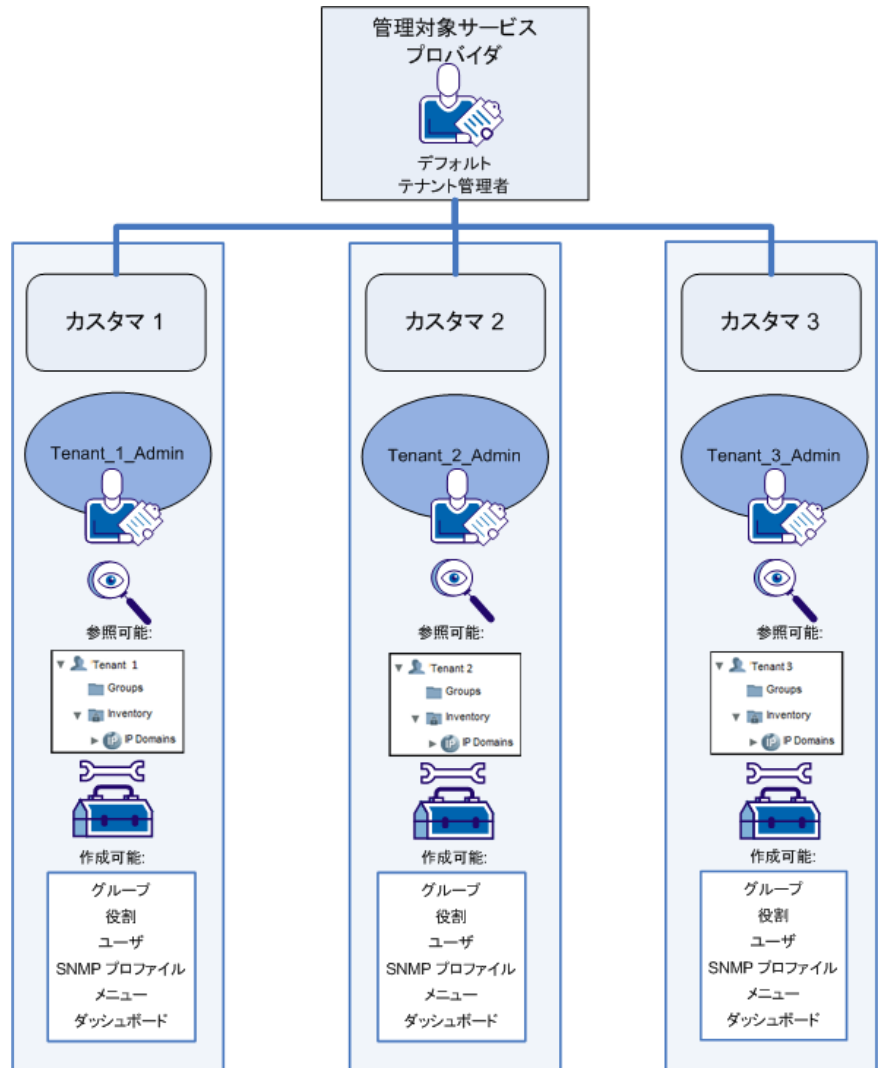 管理対象サービス
プロバイダ
デフォルト
テナント管理者
カスタマ 1
Tenant_1_Admin
参照可能:
Tenant 1
Groups
Inventory
IP
IP Domains
作成可能:
グループ
役割
ユーザ
SNMP プロファイル
メニュー
ダッシュボード
カスタマ 2
Tenant_2_Admin
参照可能:
Tenant 2
Groups
Inventory
IP
IP Domains
作成可能:
グループ
役割
ユーザ
SNMP プロファイル
メニュー
ダッシュボード
カスタマ 3
Tenant_3_Admin
参照可能:
Tenant 3
Groups
Inventory
IP
IP Domains
作成可能:
グループ
役割
ユーザ
SNMP プロファイル
メニュー
ダッシュボード